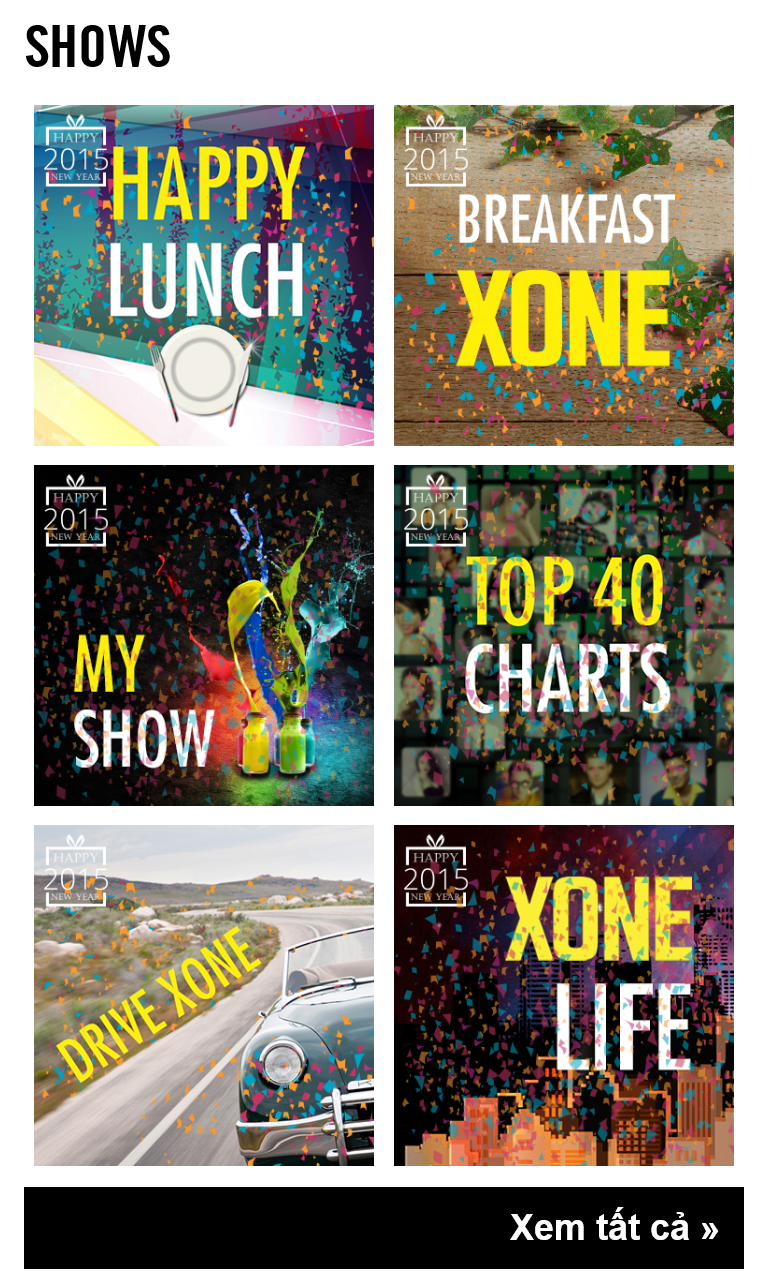 SHOWS
HAPPY
2015
NEW YEAR
HAPPY
LUNCH
HAPPY
2015
NEW YEAR
BREAKFAST
XONE
HAPPY
2015
NEW YEAR
MY
SHOW
HAPPY
2015
NEW YEAR
TOP 40
CHARTS
HAPPY
2015
NEW YEAR
DRIVE XONE
HAPPY
2015
NEW YEAR
XONE
LIFE
Xem tất cả »